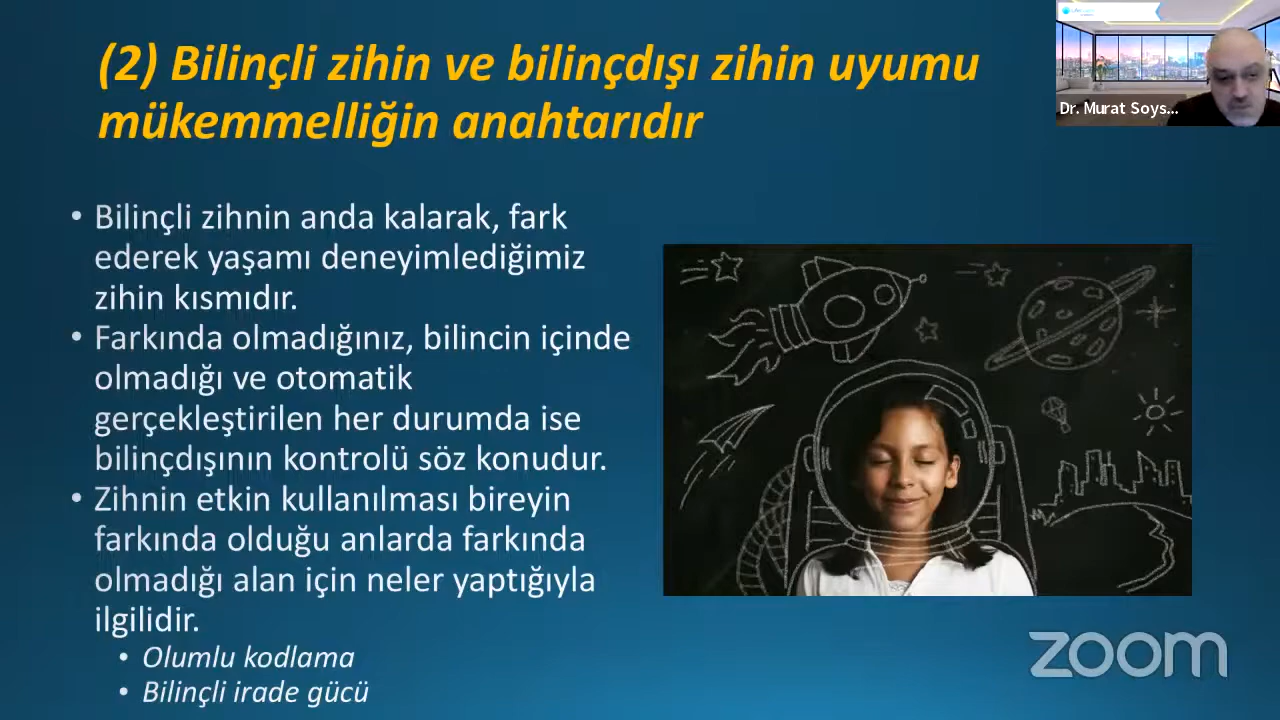 (2) Bilinçli zihin ve bilinçdışı zihin uyumu
mükemmelliğin anahtarıdır
Dr. Murat Soys...
• Bilinçli zihnin anda kalarak, fark
ederek yaşamı deneyimlediğimiz
zihin kısmıdır.
• Farkında olmadığınız, bilincin içinde
olmadığı ve otomatik
gerçekleştirilen her durumda ise
bilinçdışının kontrolü söz konudur.
• Zihnin etkin kullanılması bireyin
farkında olduğu anlarda farkında
olmadığı alan için neler yaptığıyla
ilgilidir.
• Olumlu kodlama
• Bilinçli irade gücü
zoom